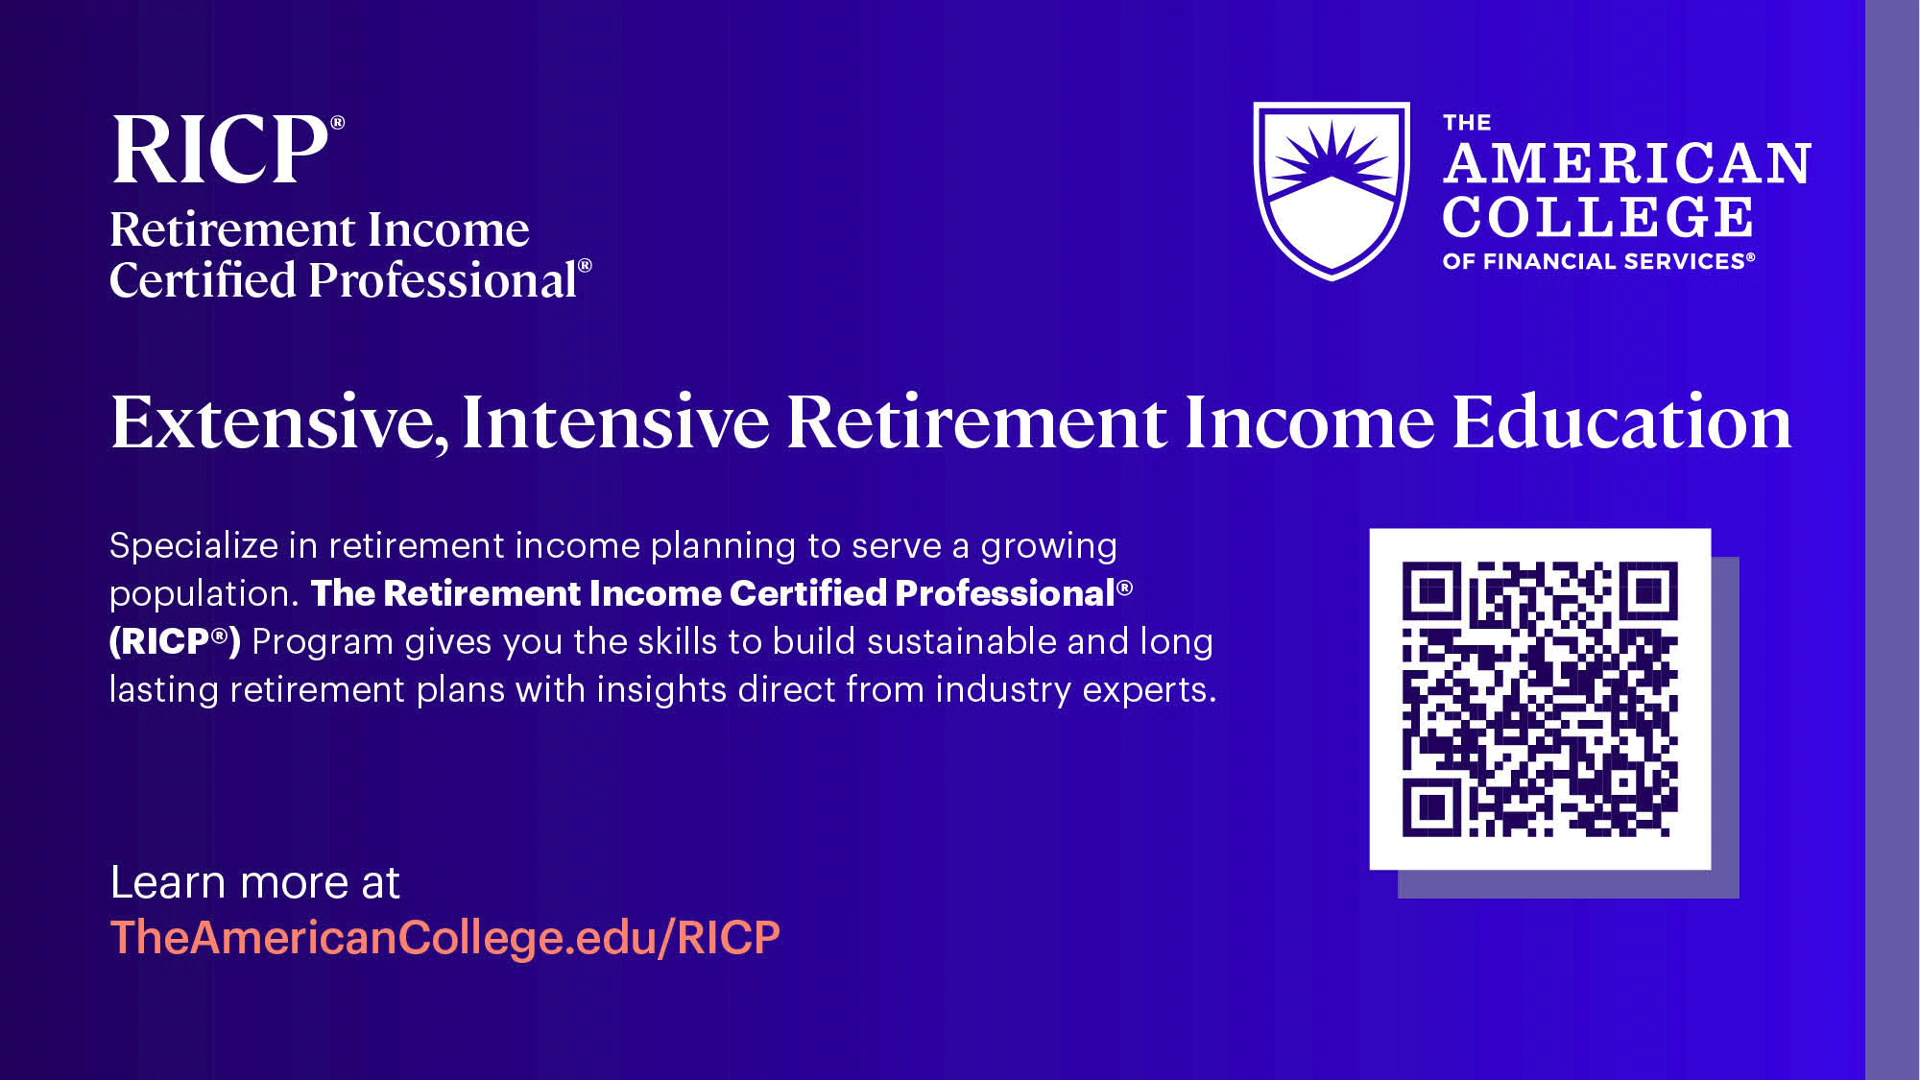 RICP®
Retirement Income
Certified Professional®
THE
AMERICAN
COLLEGE
OF FINANCIAL SERVICES®
Extensive, Intensive Retirement Income Education
Specialize in retirement income planning to serve a growing
population. The Retirement Income Certified Professional®
(RICP®) Program gives you the skills to build sustainable and long
lasting retirement plans with insights direct from industry experts.
Learn more at
TheAmericanCollege.edu/RICP